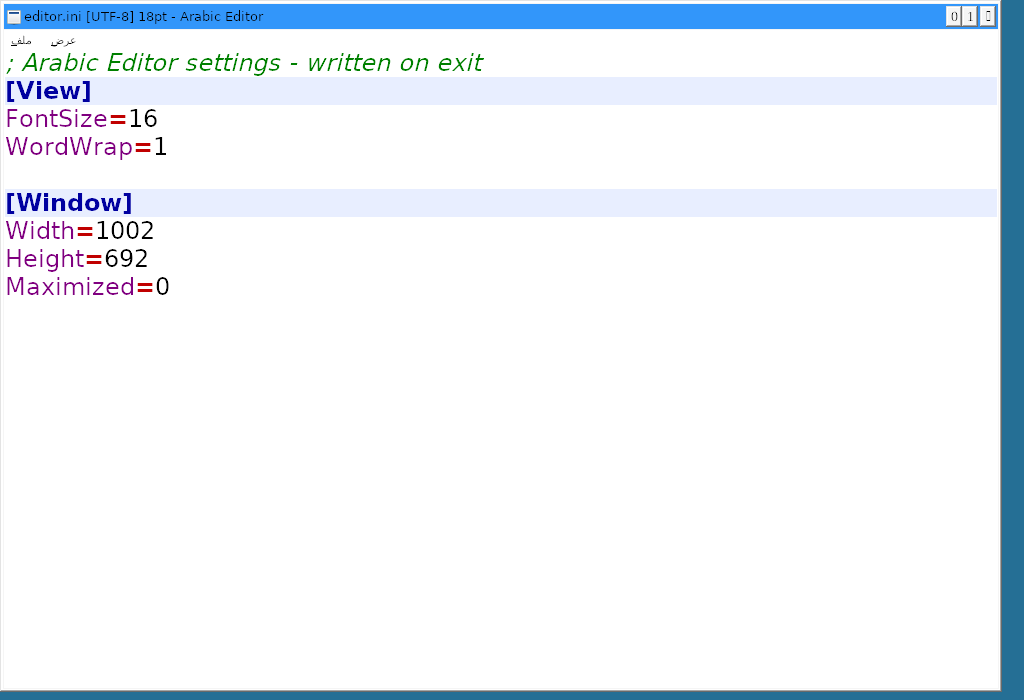 editor.ini [UTF-8] 18pt - Arabic Editor
ملف عرض
; Arabic Editor settings - written on exit
[View]
FontSize=16
WordWrap=1
[Window]
Width=1002
Height=692
Maximized=0